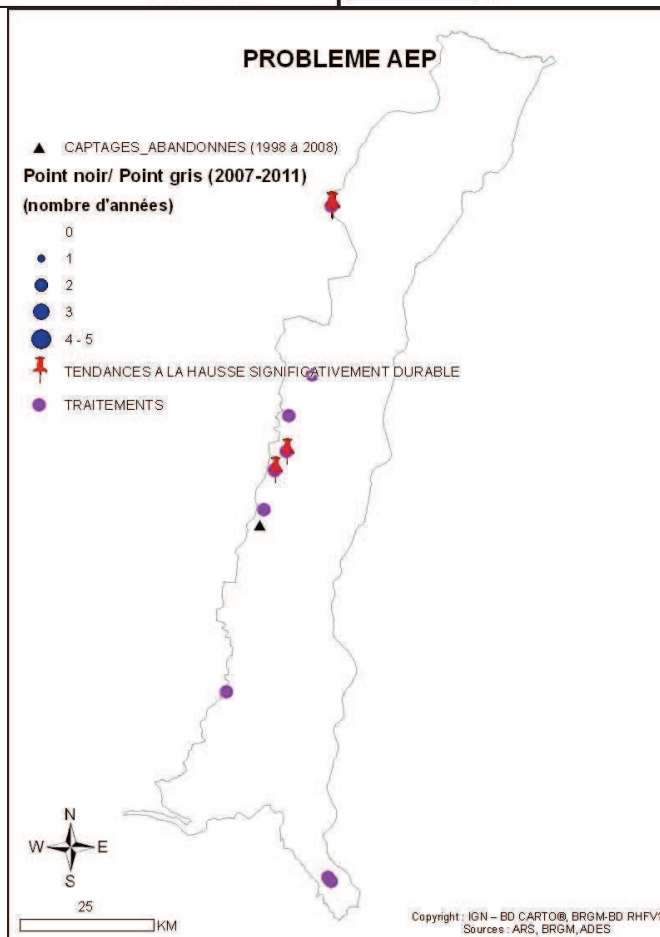 PROBLEME AEP
CAPTAGES_ABANDONNES (1998 à 2008)
Point noir/ Point gris (2007-2011)
(nombre d'années)
0
1
2
3
4 - 5
TENDANCES A LA HAUSSE SIGNIFICATIVEMENT DURABLE
TRAITEMENTS
N
W E
S
25
KM
Copyright : IGN – BD CARTO®, BRGM-BD RHFV1
Sources : ARS, BRGM, ADES